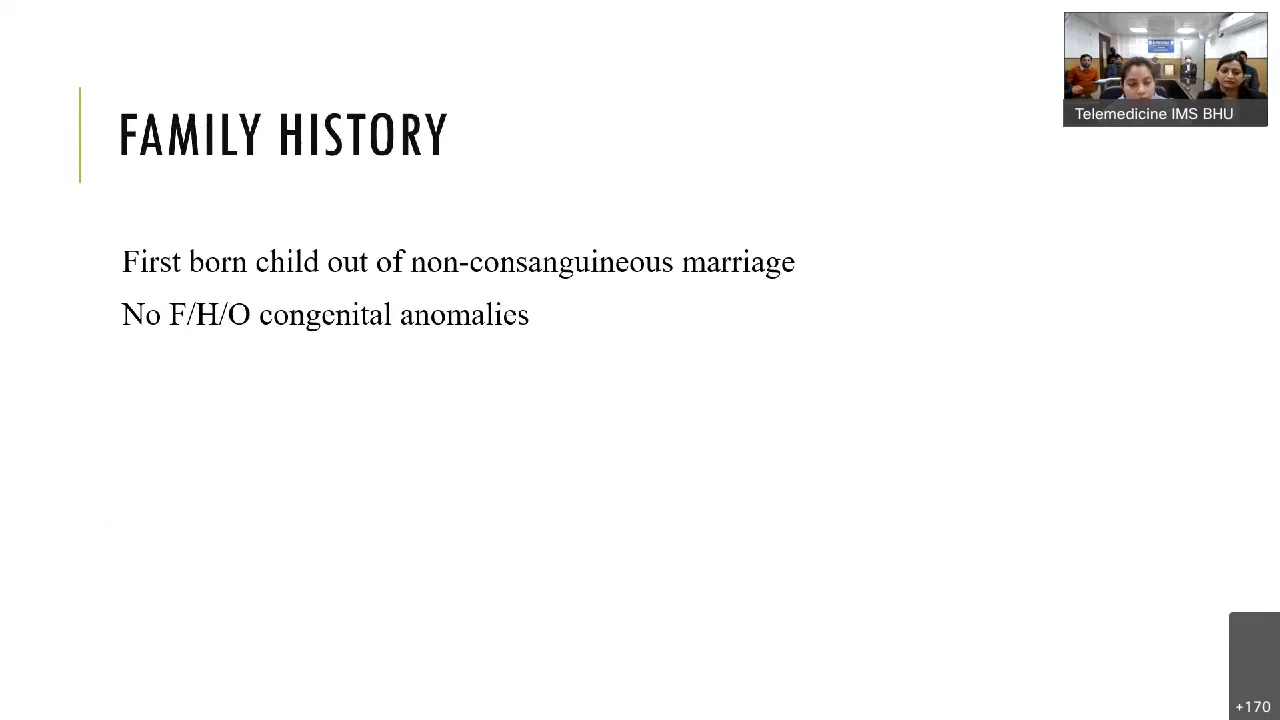 FAMILY HISTORY
First born child out of non-consanguineous marriage
No F/H/O congenital anomalies
Telemedicine IMS BHU
+170